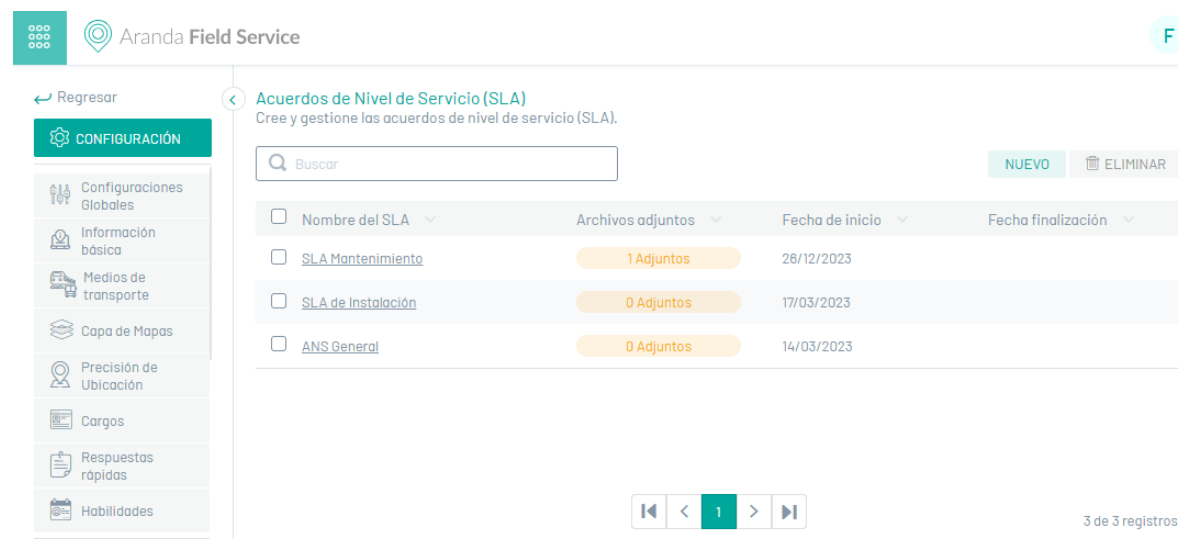 Aranda Field Service
F
Regresar
CONFIGURACIÓN
Configuraciones
Globales
Información
básica
Medios de
transporte
Capa de Mapas
Precisión de
Ubicación
Cargos
Respuestas
rápidas
Habilidades
Acuerdos de Nivel de Servicio (SLA)
Cree y gestione las acuerdos de nivel de servicio (SLA).
Buscar
NUEVO ELIMINAR
Nombre del SLA Archivos adjuntos Fecha de inicio Fecha finalización
SLA Mantenimiento 1 Adjuntos 26/12/2023
SLA de Instalación 0 Adjuntos 17/03/2023
ANS General 0 Adjuntos 14/03/2023
1
3 de 3 registros